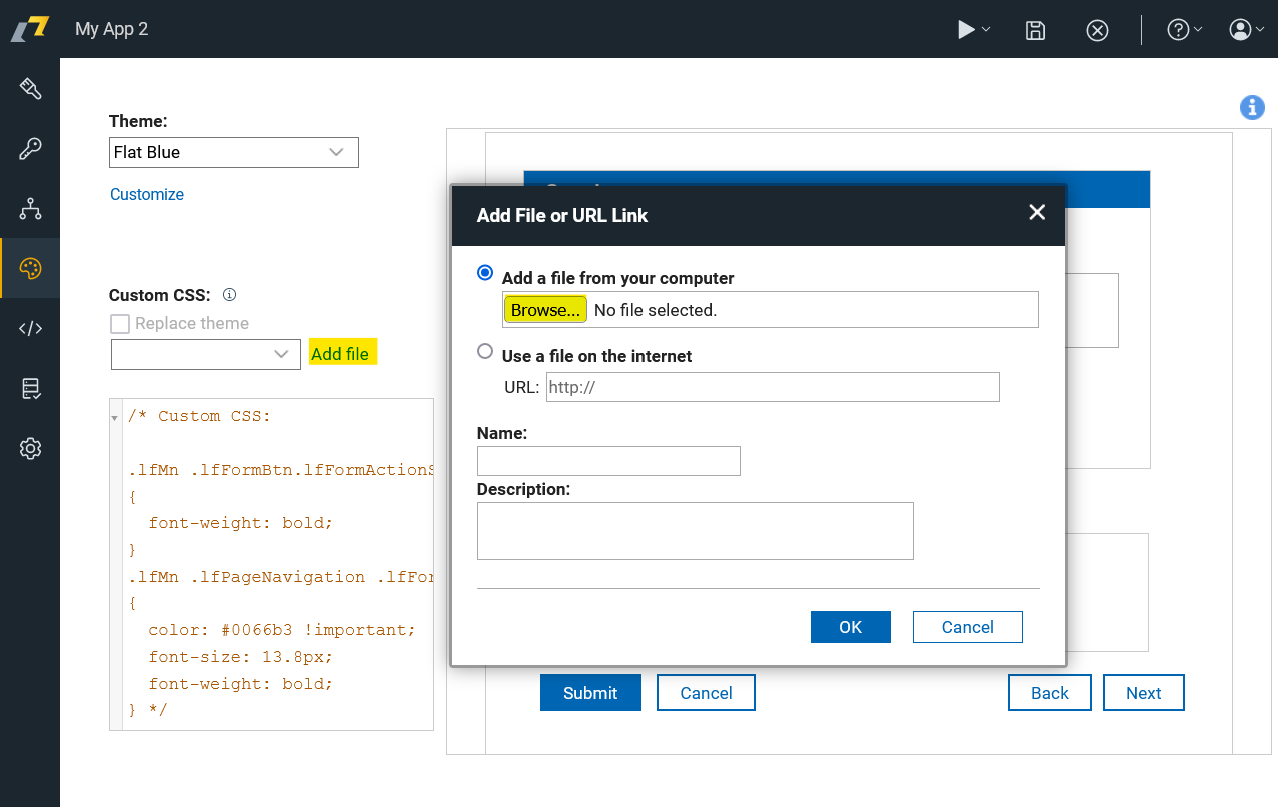 My App 2
Theme:
Flat Blue
Customize
Custom CSS:
Replace theme
Add file
/* Custom CSS:
.lfMn .lfFormBtn.lfFormAction
{
font-weight: bold;
}
.lfMn .lfPageNavigation .lfFor
{
color: #0066b3 !important;
font-size: 13.8px;
font-weight: bold;
} */
Add File or URL Link
Add a file from your computer
Browse... No file selected.
Use a file on the internet
URL: http://
Name:
Description:
OK Cancel
Submit Cancel Back Next